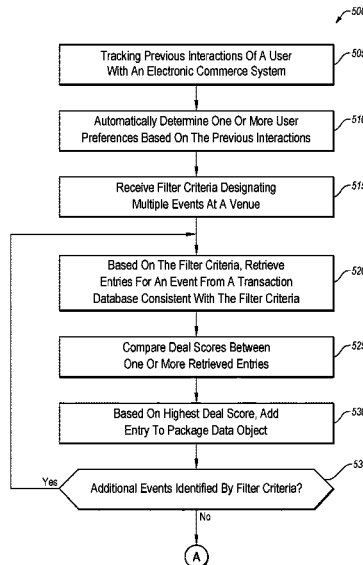 500
505
Tracking Previous Interactions Of A User
With An Electronic Commerce System
510
Automatically Determine One Or More User
Preferences Based On The Previous Interactions
515
Receive Filter Criteria Designating
Multiple Events At A Venue
520
Based On The Filter Criteria, Retrieve
Entries For An Event From A Transaction
Database Consistent With The Filter Criteria
525
Compare Deal Scores Between
One Or More Retrieved Entries
530
Based On Highest Deal Score, Add
Entry To Package Data Object
Yes
Additional Events Identified By Filter Criteria?
No
A